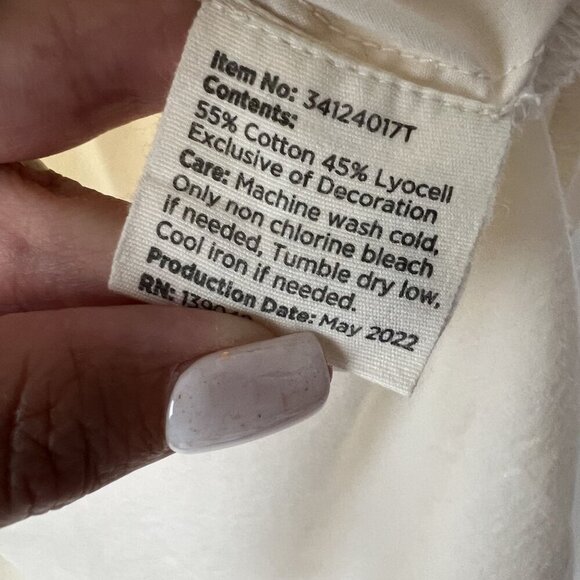 Item No: 34124017T
Contents:
55% Cotton 45% Lyocell
Exclusive of Decoration
Care: Machine wash cold,
Only non chlorine bleach
if needed, Tumble dry low,
Cool iron if needed.
Production Date: May 2022
RN: